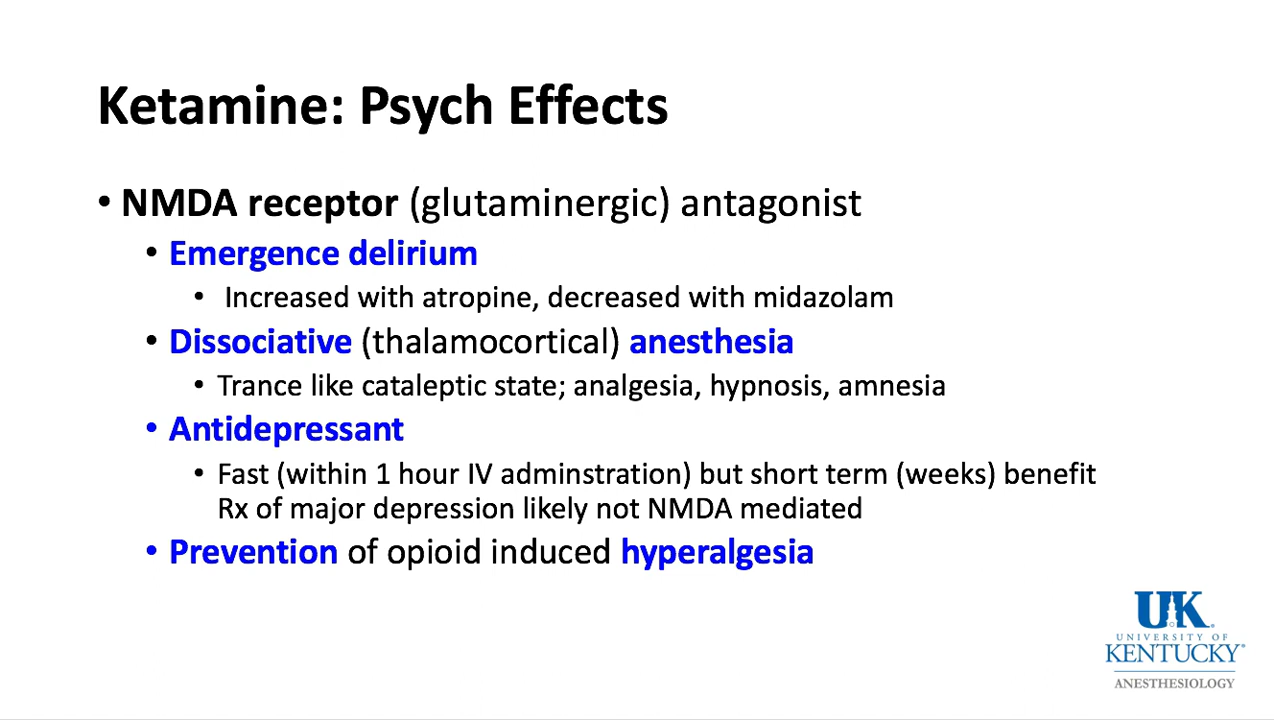 Ketamine: Psych Effects
• NMDA receptor (glutaminergic) antagonist
• Emergence delirium
• Increased with atropine, decreased with midazolam
• Dissociative (thalamocortical) anesthesia
• Trance like cataleptic state; analgesia, hypnosis, amnesia
• Antidepressant
• Fast (within 1 hour IV adminstration) but short term (weeks) benefit
Rx of major depression likely not NMDA mediated
• Prevention of opioid induced hyperalgesia
UK
UNIVERSITY OF
KENTUCKY®
ANESTHESIOLOGY